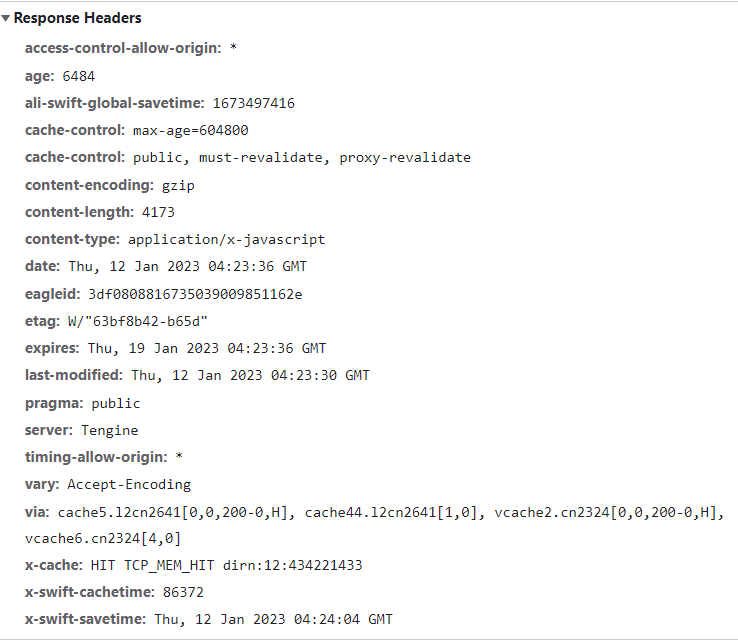 Response Headers
access-control-allow-origin: *
age: 6484
ali-swift-global-savetime: 1673497416
cache-control: max-age=604800
cache-control: public, must-revalidate, proxy-revalidate
content-encoding: gzip
content-length: 4173
content-type: application/x-javascript
date: Thu, 12 Jan 2023 04:23:36 GMT
eagleid: 3df0808816735039009851162e
etag: W/"63bf8b42-b65d"
expires: Thu, 19 Jan 2023 04:23:36 GMT
last-modified: Thu, 12 Jan 2023 04:23:30 GMT
pragma: public
server: Tengine
timing-allow-origin: *
vary: Accept-Encoding
via: cache5.l2cn2641[0,0,200-0,H], cache44.l2cn2641[1,0], vcache2.cn2324[0,0,200-0,H],
vcache6.cn2324[4,0]
x-cache: HIT TCP_MEM_HIT dirn:12:434221433
x-swift-cachetime: 86372
x-swift-savetime: Thu, 12 Jan 2023 04:24:04 GMT